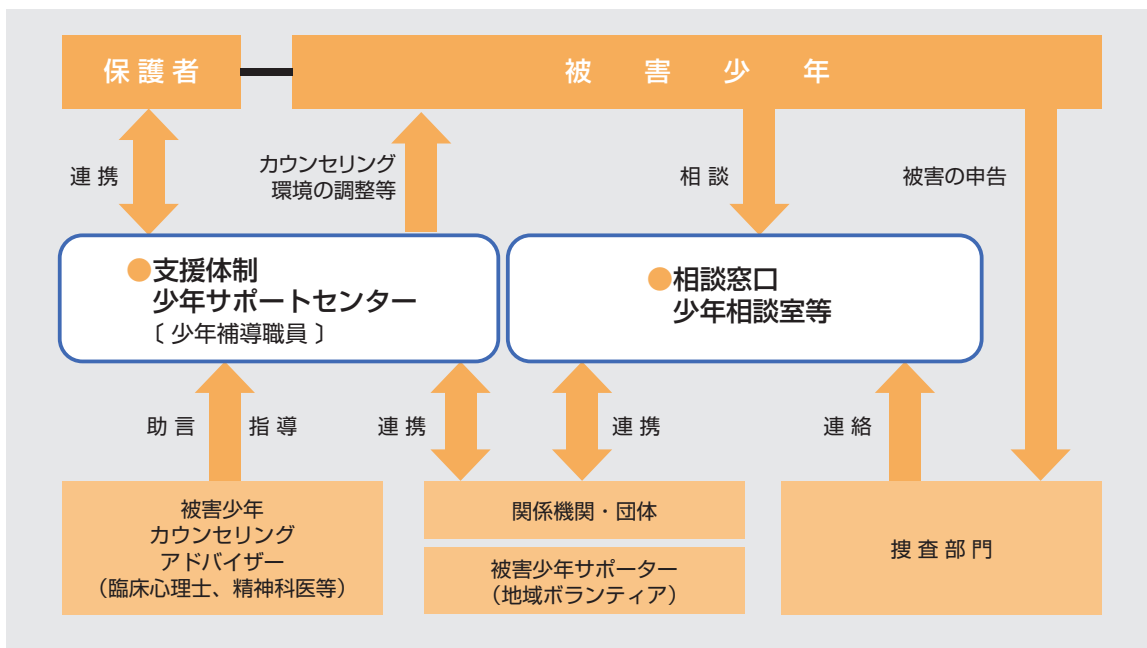 保護者
被害少年
連携
カウンセリング
環境の調整等
相談
被害の申告
●支援体制
少年サポートセンター
〔 少年補導職員 〕
●相談窓口
少年相談室等
助言
指導
連携
連携
連絡
被害少年
カウンセリング
アドバイザー
（臨床心理士、精神科医等）
関係機関・団体
被害少年サポーター
（地域ボランティア）
捜査部門